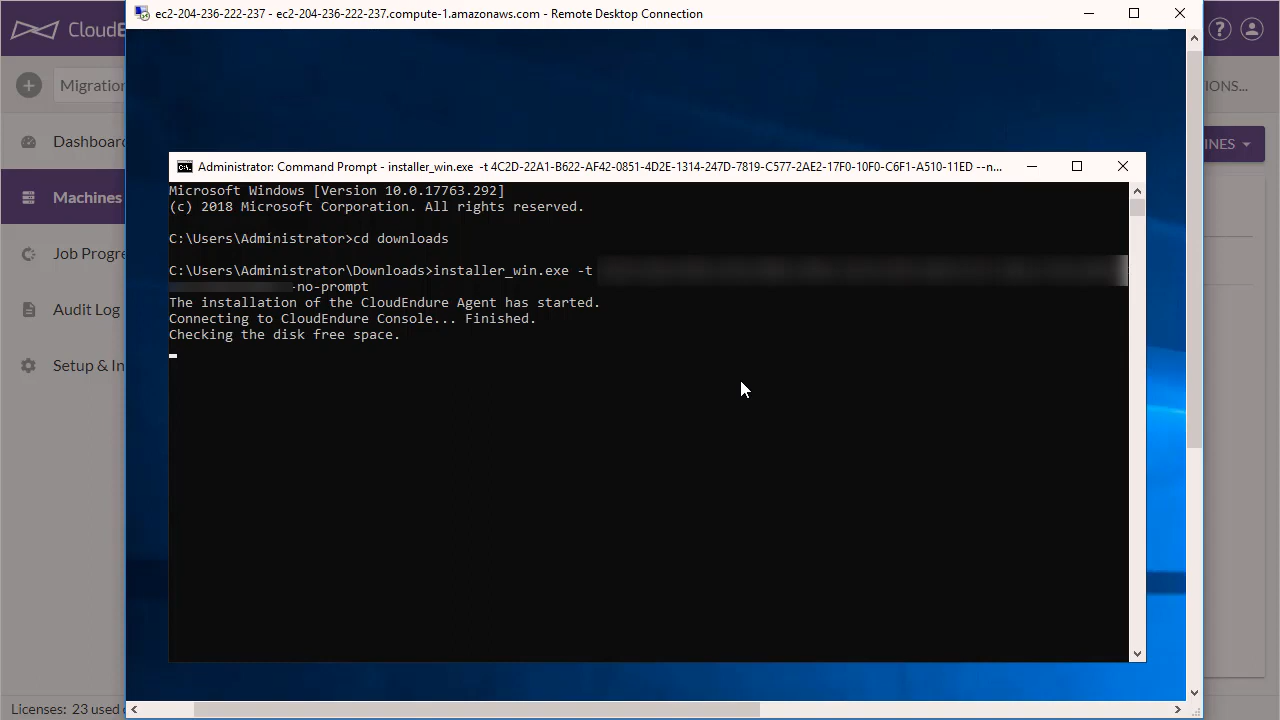 ec2-204-236-222-237 - ec2-204-236-222-237.compute-1.amazonaws.com - Remote Desktop Connection
CloudE
Migration
IONS...
Dashboard
INES
Machines
Job Progre
Audit Log
Setup & In
Administrator: Command Prompt - installer_win.exe -t 4C2D-22A1-B622-AF42-0851-4D2E-1314-247D-7819-C577-2AE2-17F0-10F0-C6F1-A510-11ED --n...
Microsoft Windows [Version 10.0.17763.292]
(c) 2018 Microsoft Corporation. All rights reserved.
C:\Users\Administrator>cd downloads
C:\Users\Administrator\Downloads>installer_win.exe -t
-no-prompt
The installation of the CloudEndure Agent has started.
Connecting to CloudEndure Console... Finished.
Checking the disk free space.
Licenses: 23 used